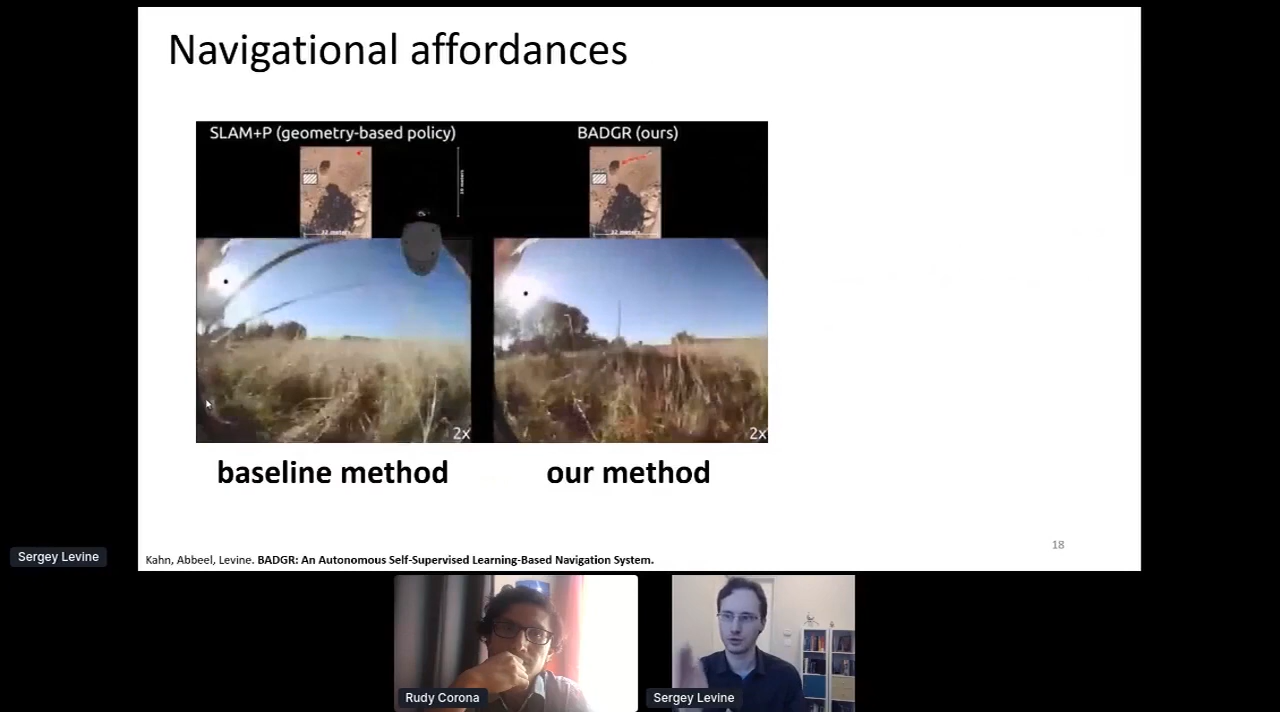 Navigational affordances
SLAM+P (geometry-based policy)
BADGR (ours)
2x
2x
baseline method
our method
18
Sergey Levine
Kahn, Abbeel, Levine. BADGR: An Autonomous Self-Supervised Learning-Based Navigation System.
Rudy Corona
Sergey Levine